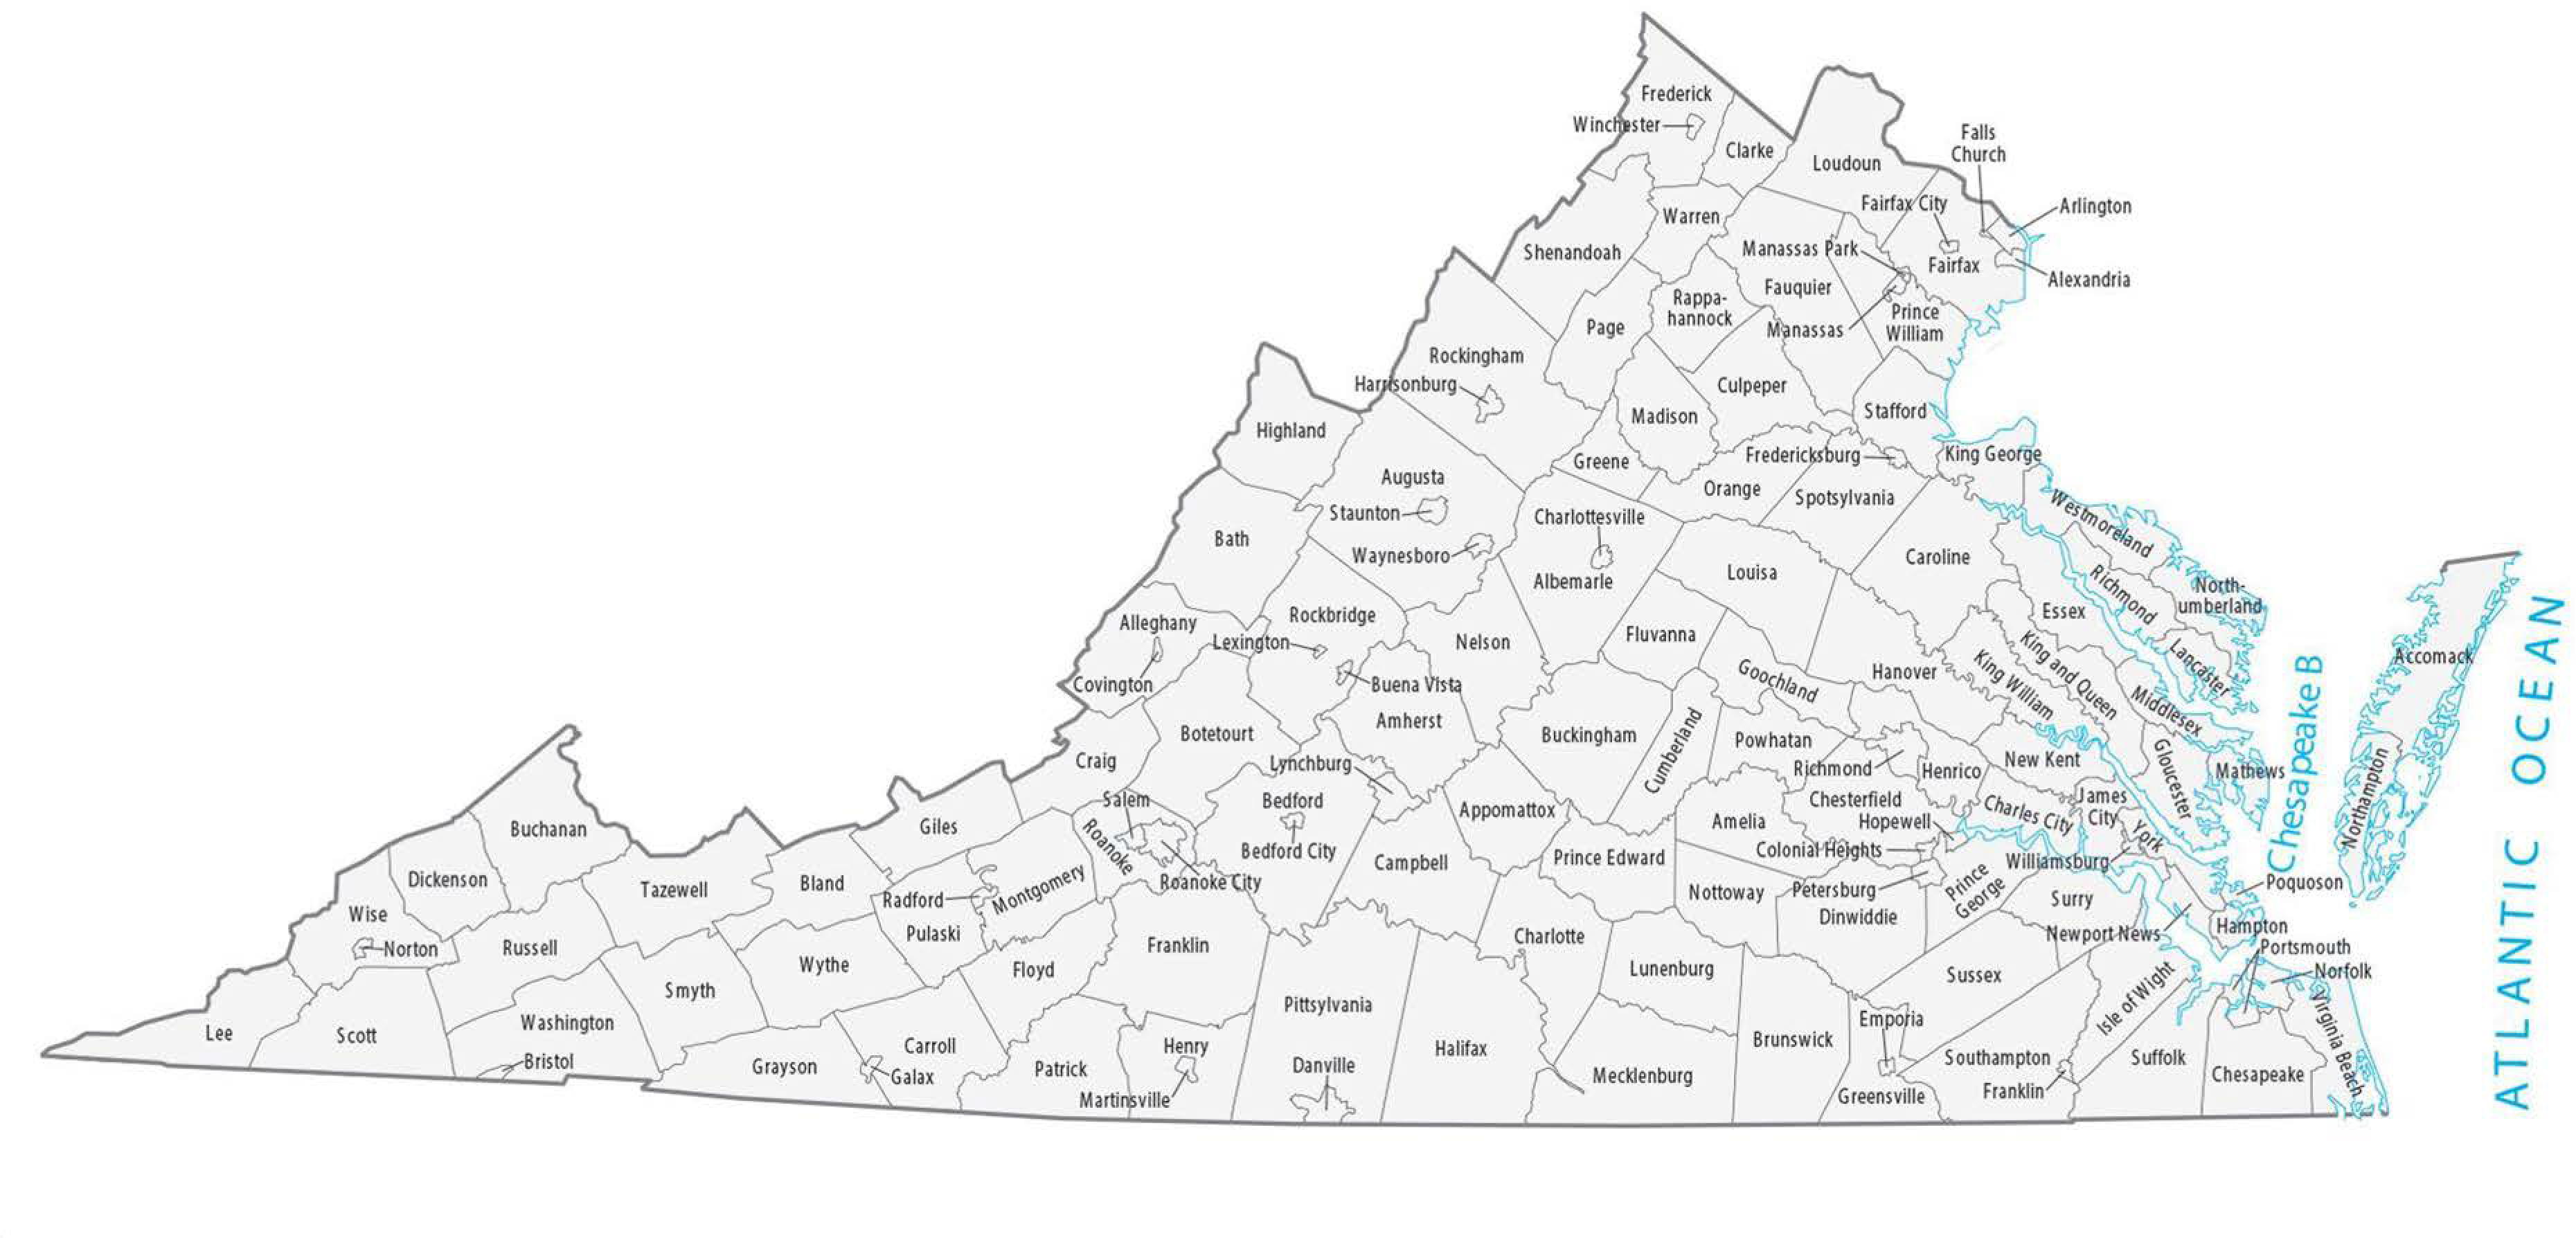 Frederick
Winchester
Clarke
Loudoun
Falls
Church
Fairfax City
Arlington
Warren
Shenandoah
Manassas Park
Fairfax
Alexandria
Fauquier
Rappa-
hannock
Prince
William
Page
Manassas
Rockingham
Harrisonburg
Culpeper
Stafford
Madison
Highland
Greene
Fredericksburg
King George
Augusta
Orange
Spotsylvania
Westmoreland
Staunton
Charlottesville
Bath
Waynesboro
Albemarle
Louisa
Caroline
Richmond
North-
umberland
Essex
Alleghany
Rockbridge
Lexington
Nelson
Fluvanna
Lancaster
Accomack
Covington
Buena Vista
Goochland
Hanover
King William
King and Queen
Middlesex
Amherst
Botetourt
Buckingham
Cumberland
Powhatan
Craig
Lynchburg
Richmond
Henrico
New Kent
Gloucester
Mathews
Chesapeake B
Northampton
ATLANTIC OCEAN
Salem
Bedford
Appomattox
Chesterfield
Charles City
James
City
Buchanan
Giles
Roanoke
Bedford City
Amelia
Hopewell
York
Colonial Heights
Williamsburg
Prince Edward
Campbell
Dickenson
Tazewell
Bland
Radford
Montgomery
Roanoke City
Nottoway
Petersburg
Prince
George
Surry
Poquoson
Wise
Dinwiddie
Norton
Russell
Pulaski
Franklin
Charlotte
Newport News
Hampton
Portsmouth
Wythe
Floyd
Lunenburg
Sussex
Norfolk
Smyth
Isle of Wight
Virginia Beach
Lee
Scott
Washington
Pittsylvania
Emporia
Bristol
Grayson
Carroll
Galax
Patrick
Henry
Martinsville
Danville
Halifax
Mecklenburg
Brunswick
Greensville
Southampton
Franklin
Suffolk
Chesapeake